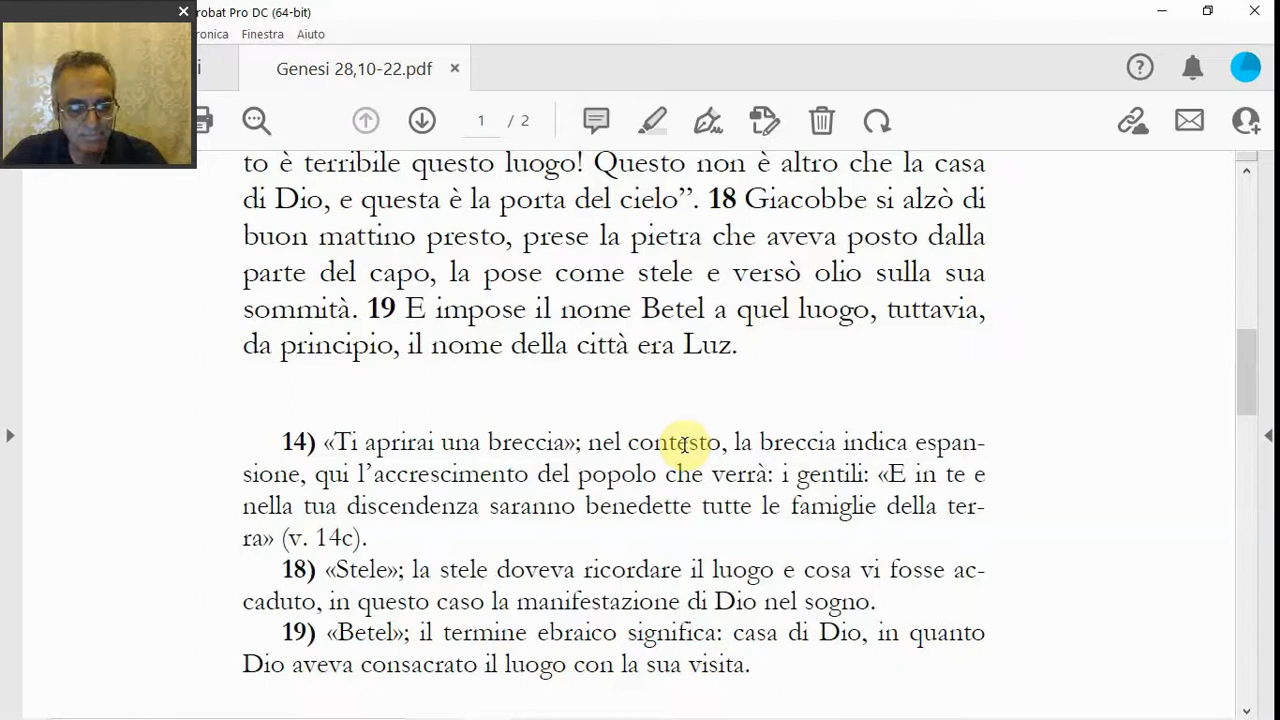 robat Pro DC (64-bit)
ronica Finestra Aiuto
i
Genesi 28,10-22.pdf
1 / 2
to è terribile questo luogo! Questo non è altro che la casa
di Dio, e questa è la porta del cielo”. 18 Giacobbe si alzò di
buon mattino presto, prese la pietra che aveva posto dalla
parte del capo, la pose come stele e versò olio sulla sua
sommità. 19 E impose il nome Betel a quel luogo, tuttavia,
da principio, il nome della città era Luz.
14) «Ti aprirai una breccia»; nel contesto, la breccia indica espan-
sione, qui l’accrescimento del popolo che verrà: i gentili: «E in te e
nella tua discendenza saranno benedette tutte le famiglie della ter-
ra» (v. 14c).
18) «Stele»; la stele doveva ricordare il luogo e cosa vi fosse ac-
caduto, in questo caso la manifestazione di Dio nel sogno.
19) «Betel»; il termine ebraico significa: casa di Dio, in quanto
Dio aveva consacrato il luogo con la sua visita.